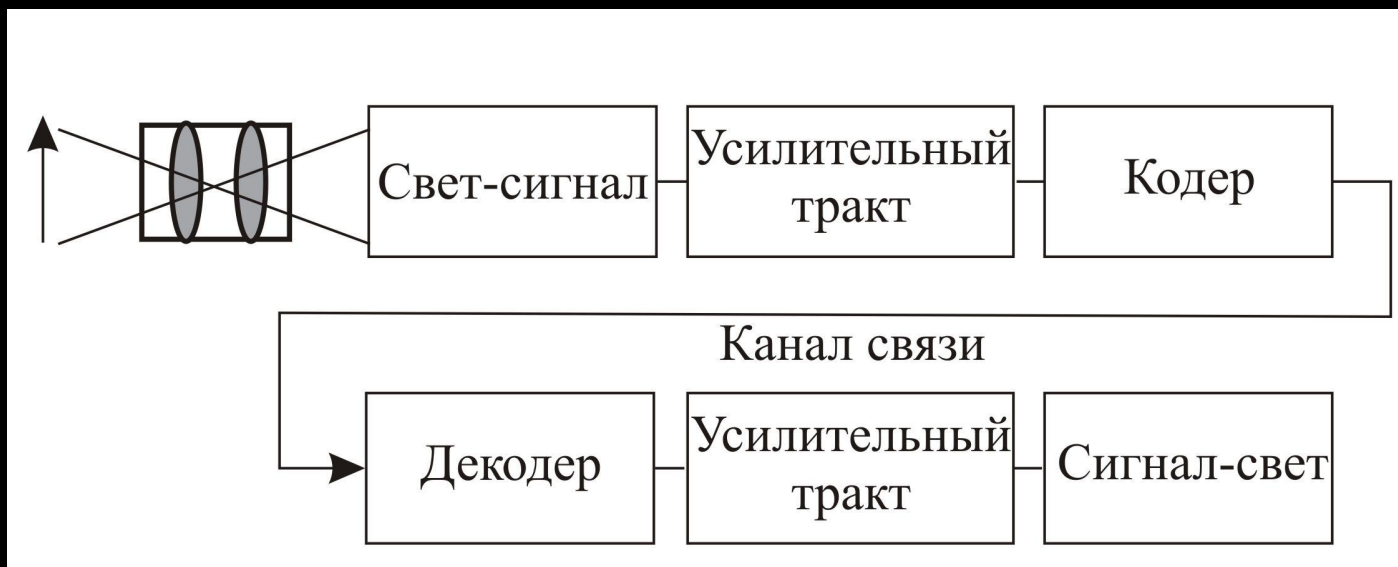 Свет-сигнал
Усилительный
тракт
Кодер
Канал связи
Декодер
Усилительный
тракт
Сигнал-свет